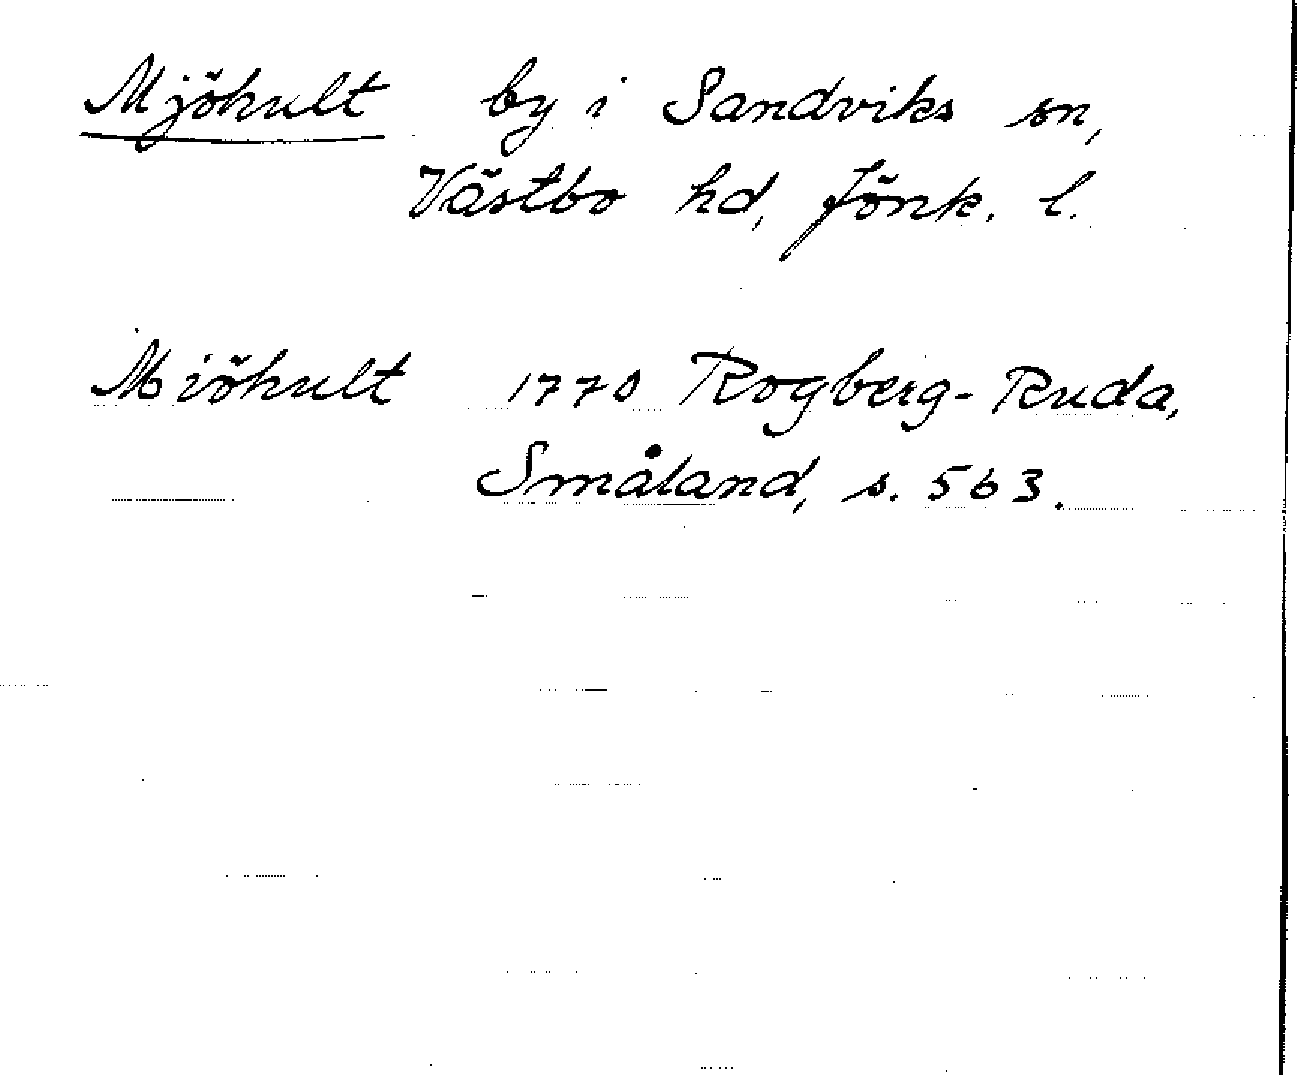 Mjöhult by i Sandviks sn,
Västbo hd, Jönk. l.
Miöhult 1770 Rogberg-Ruda,
Småland, s. 563.